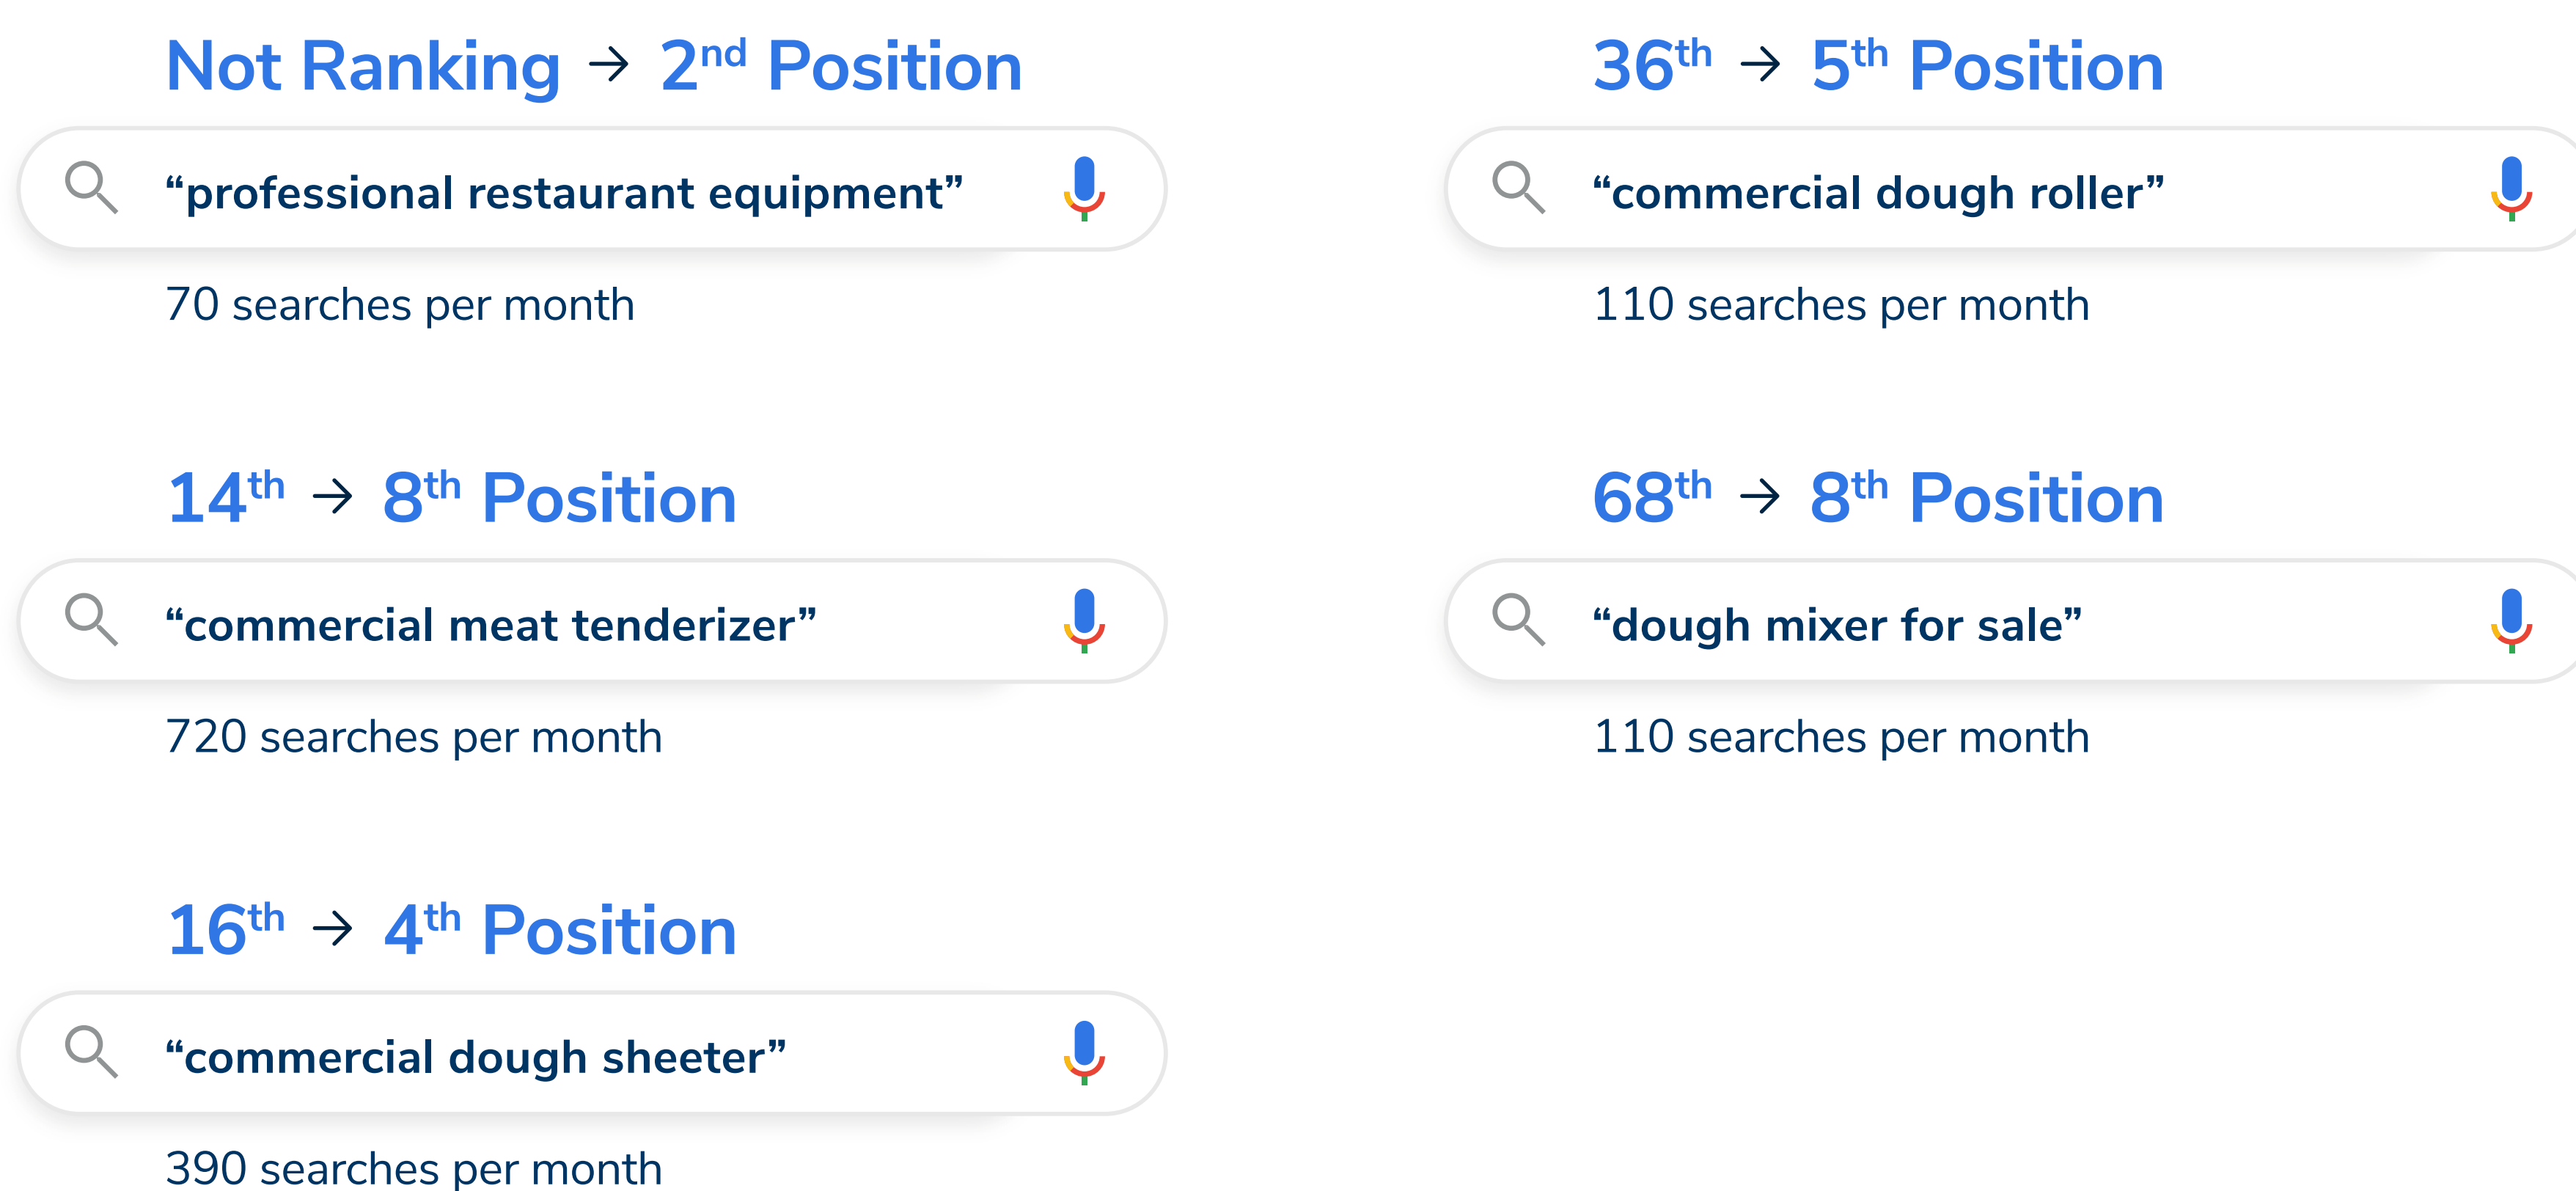 Not Ranking → 2nd Position
“professional restaurant equipment”
70 searches per month
36th → 5th Position
“commercial dough roller”
110 searches per month
14th → 8th Position
“commercial meat tenderizer”
720 searches per month
68th → 8th Position
“dough mixer for sale”
110 searches per month
16th → 4th Position
“commercial dough sheeter”
390 searches per month